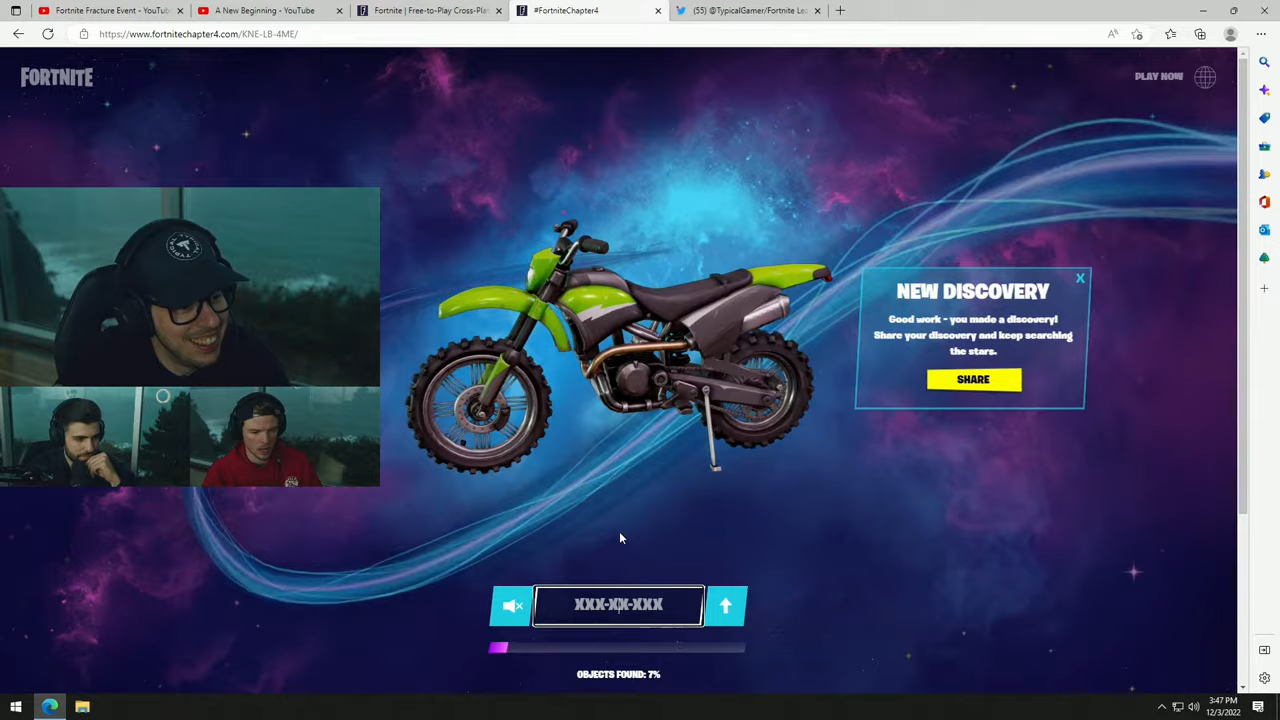 Fortnite Fracture Event - YouTub
A New Beginning - YouTube
Fortnite | Free-to-Play Cross-Plat
#FortniteChapter4
(55) @TypicalGamer/Fortnite Lea
https://www.fortnitechapter4.com/KNE-LB-4ME/
FORTNITE
PLAY NOW
NEW DISCOVERY
X
Good work - you made a discovery!
Share your discovery and keep searching
the stars.
SHARE
XXX-XX-XXX
OBJECTS FOUND: 7%
3:47 PM
12/3/2022